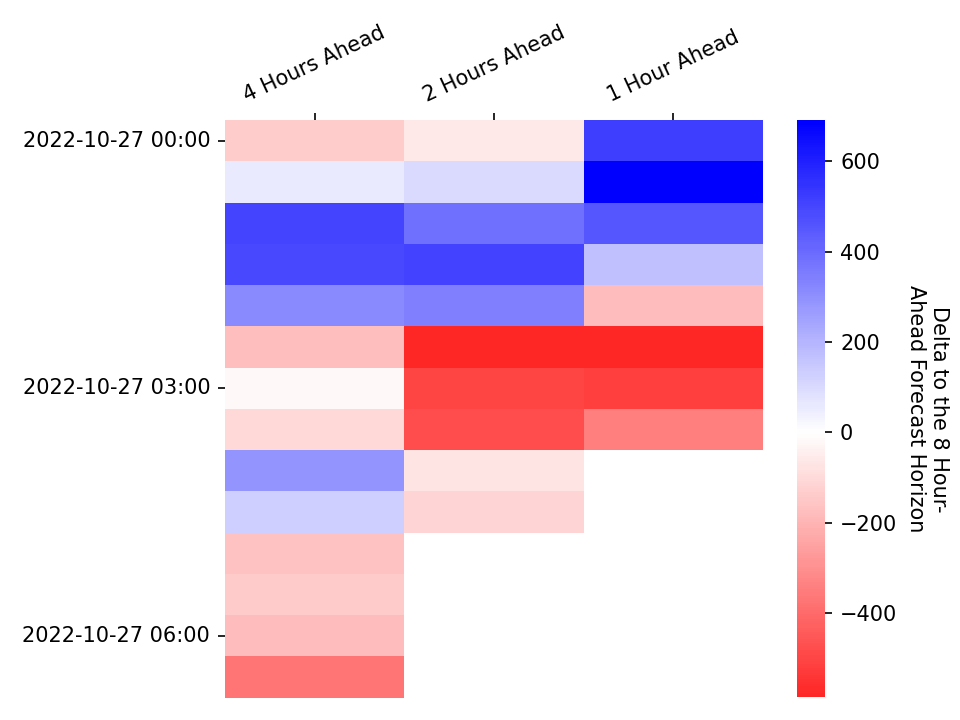 4 Hours Ahead
2 Hours Ahead
1 Hour Ahead
2022-10-27 00:00
2022-10-27 03:00
2022-10-27 06:00
600
400
200
0
−200
−400
Delta to the 8 Hour-
Ahead Forecast Horizon